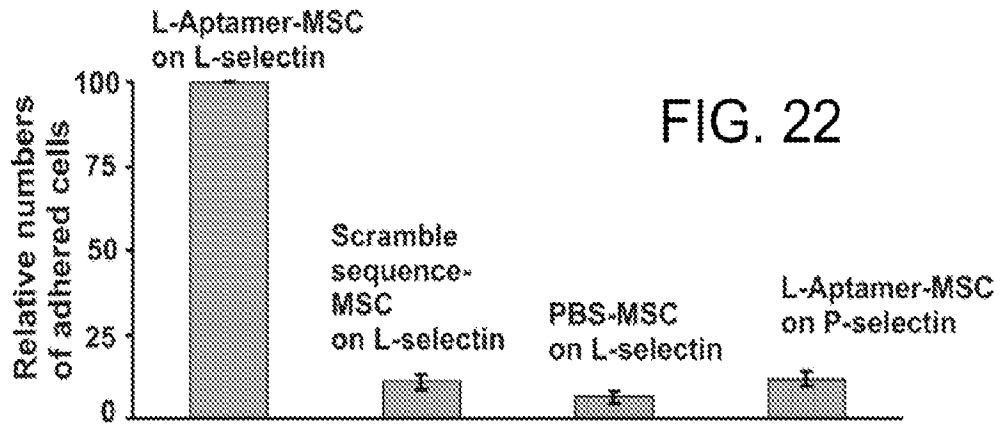 L-Aptamer-MSC
on L-selectin
FIG. 22
Relative numbers
of adhered cells
100
75
50
25
0
Scramble
sequence-
MSC
on L-selectin
PBS-MSC
on L-selectin
L-Aptamer-MSC
on P-selectin